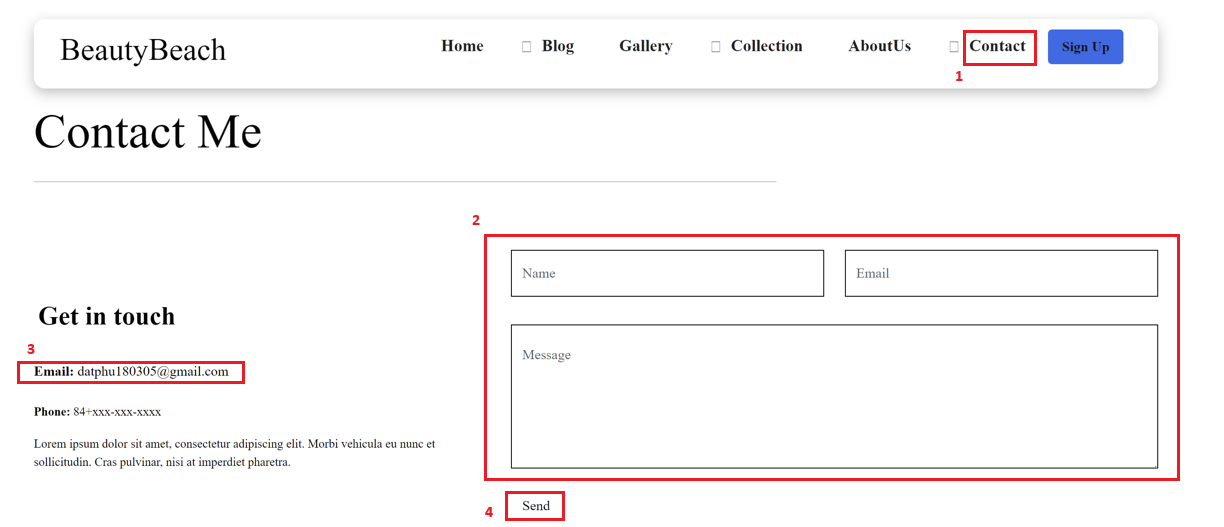 BeautyBeach Home Blog Gallery Collection AboutUs Contact Sign Up
1
Contact Me
2
Name Email
Get in touch
3
Message
Email: datphu180305@gmail.com
Phone: 84+xxx-xxx-xxxx
Lorem ipsum dolor sit amet, consectetur adipiscing elit. Morbi vehicula eu nunc et
sollicitudin. Cras pulvinar, nisi at imperdiet pharetra.
4 Send